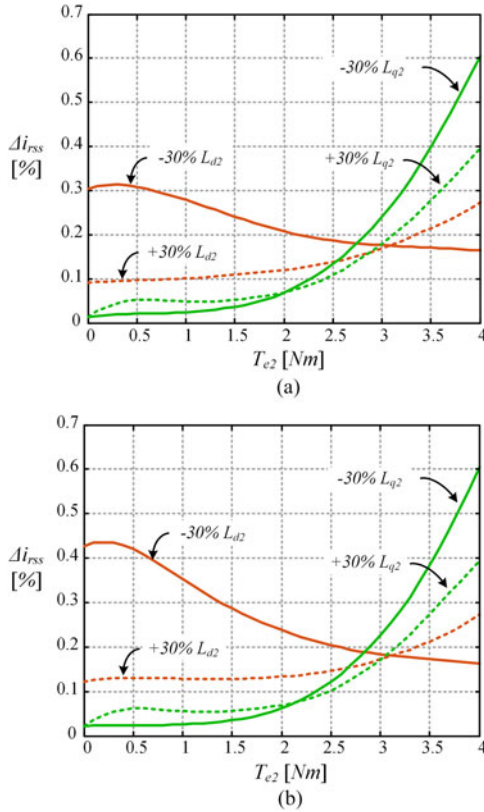 (a)
0.7
0.6
-30% Lq2
0.5
Δirss
[%]
0.4
-30% Ld2
+30% Lq2
0.3
0.2
+30% Ld2
0.1
0
0 0.5 1 1.5 2 2.5 3 3.5 4
Te2 [Nm]
(a)
0.7
0.6
-30% Lq2
0.5
-30% Ld2
Δirss
[%]
0.4
+30% Lq2
0.3
0.2
+30% Ld2
0.1
0
0 0.5 1 1.5 2 2.5 3 3.5 4
Te2 [Nm]
(b)